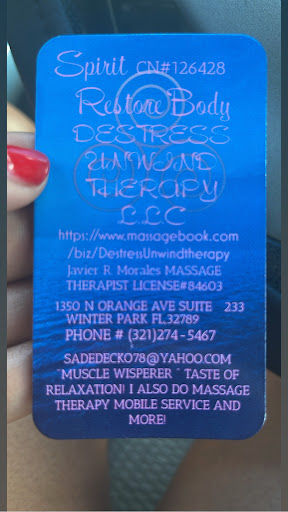 Spirit CN#126428
Restore Body
DESTRESS
UNWIND
THERAPY
LLC
https://www.massagebook.com
/biz/DestressUnwindtherapy
Javier R Morales MASSAGE
THERAPIST LICENSE#84603
1350 N ORANGE AVE SUITE 233
WINTER PARK FL,32789
PHONE # (321)274-5467
SADEDECKO78@YAHOO.COM
"MUSCLE WISPERER " TASTE OF
RELAXATION! I ALSO DO MASSAGE
THERAPY MOBILE SERVICE AND
MORE!